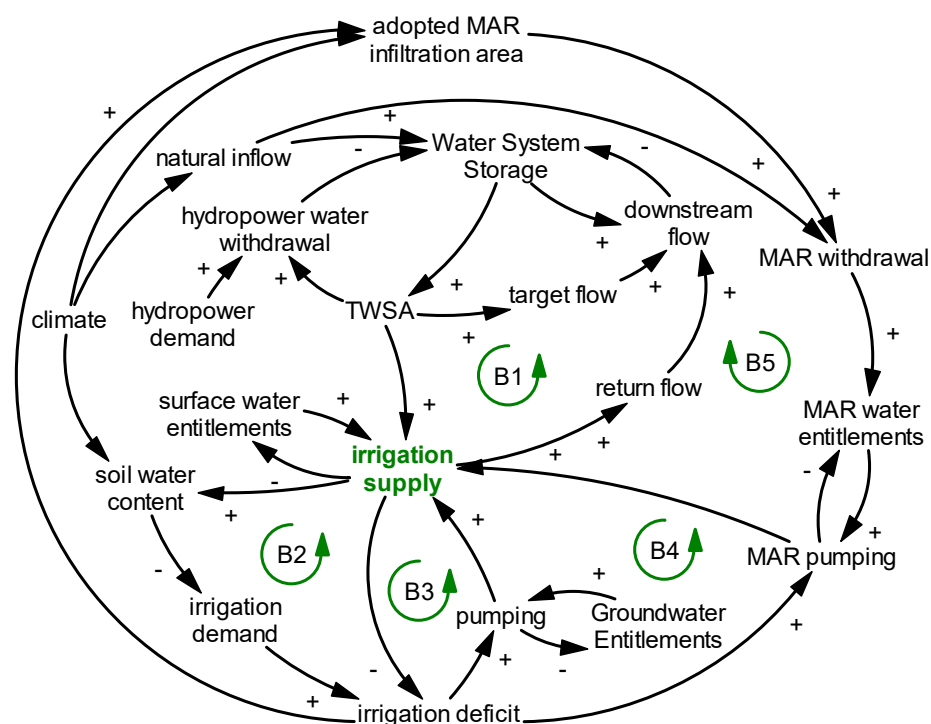 adopted MAR
infiltration area
+
+
natural inflow
-
Water System
Storage
-
+
+
hydropower water
withdrawal
downstream
flow
+
MAR withdrawal
+
+
+
target flow
+
+
climate
hydropower
demand
TWSA
+
+
B1
B5
return flow
surface water
entitlements
+
+
MAR water
entitlements
irrigation
supply
+
+
-
-
soil water
content
+
+
+
B2
B4
MAR pumping
-
B3
+
irrigation
demand
pumping
Groundwater
Entitlements
+
-
+
-
+
irrigation deficit